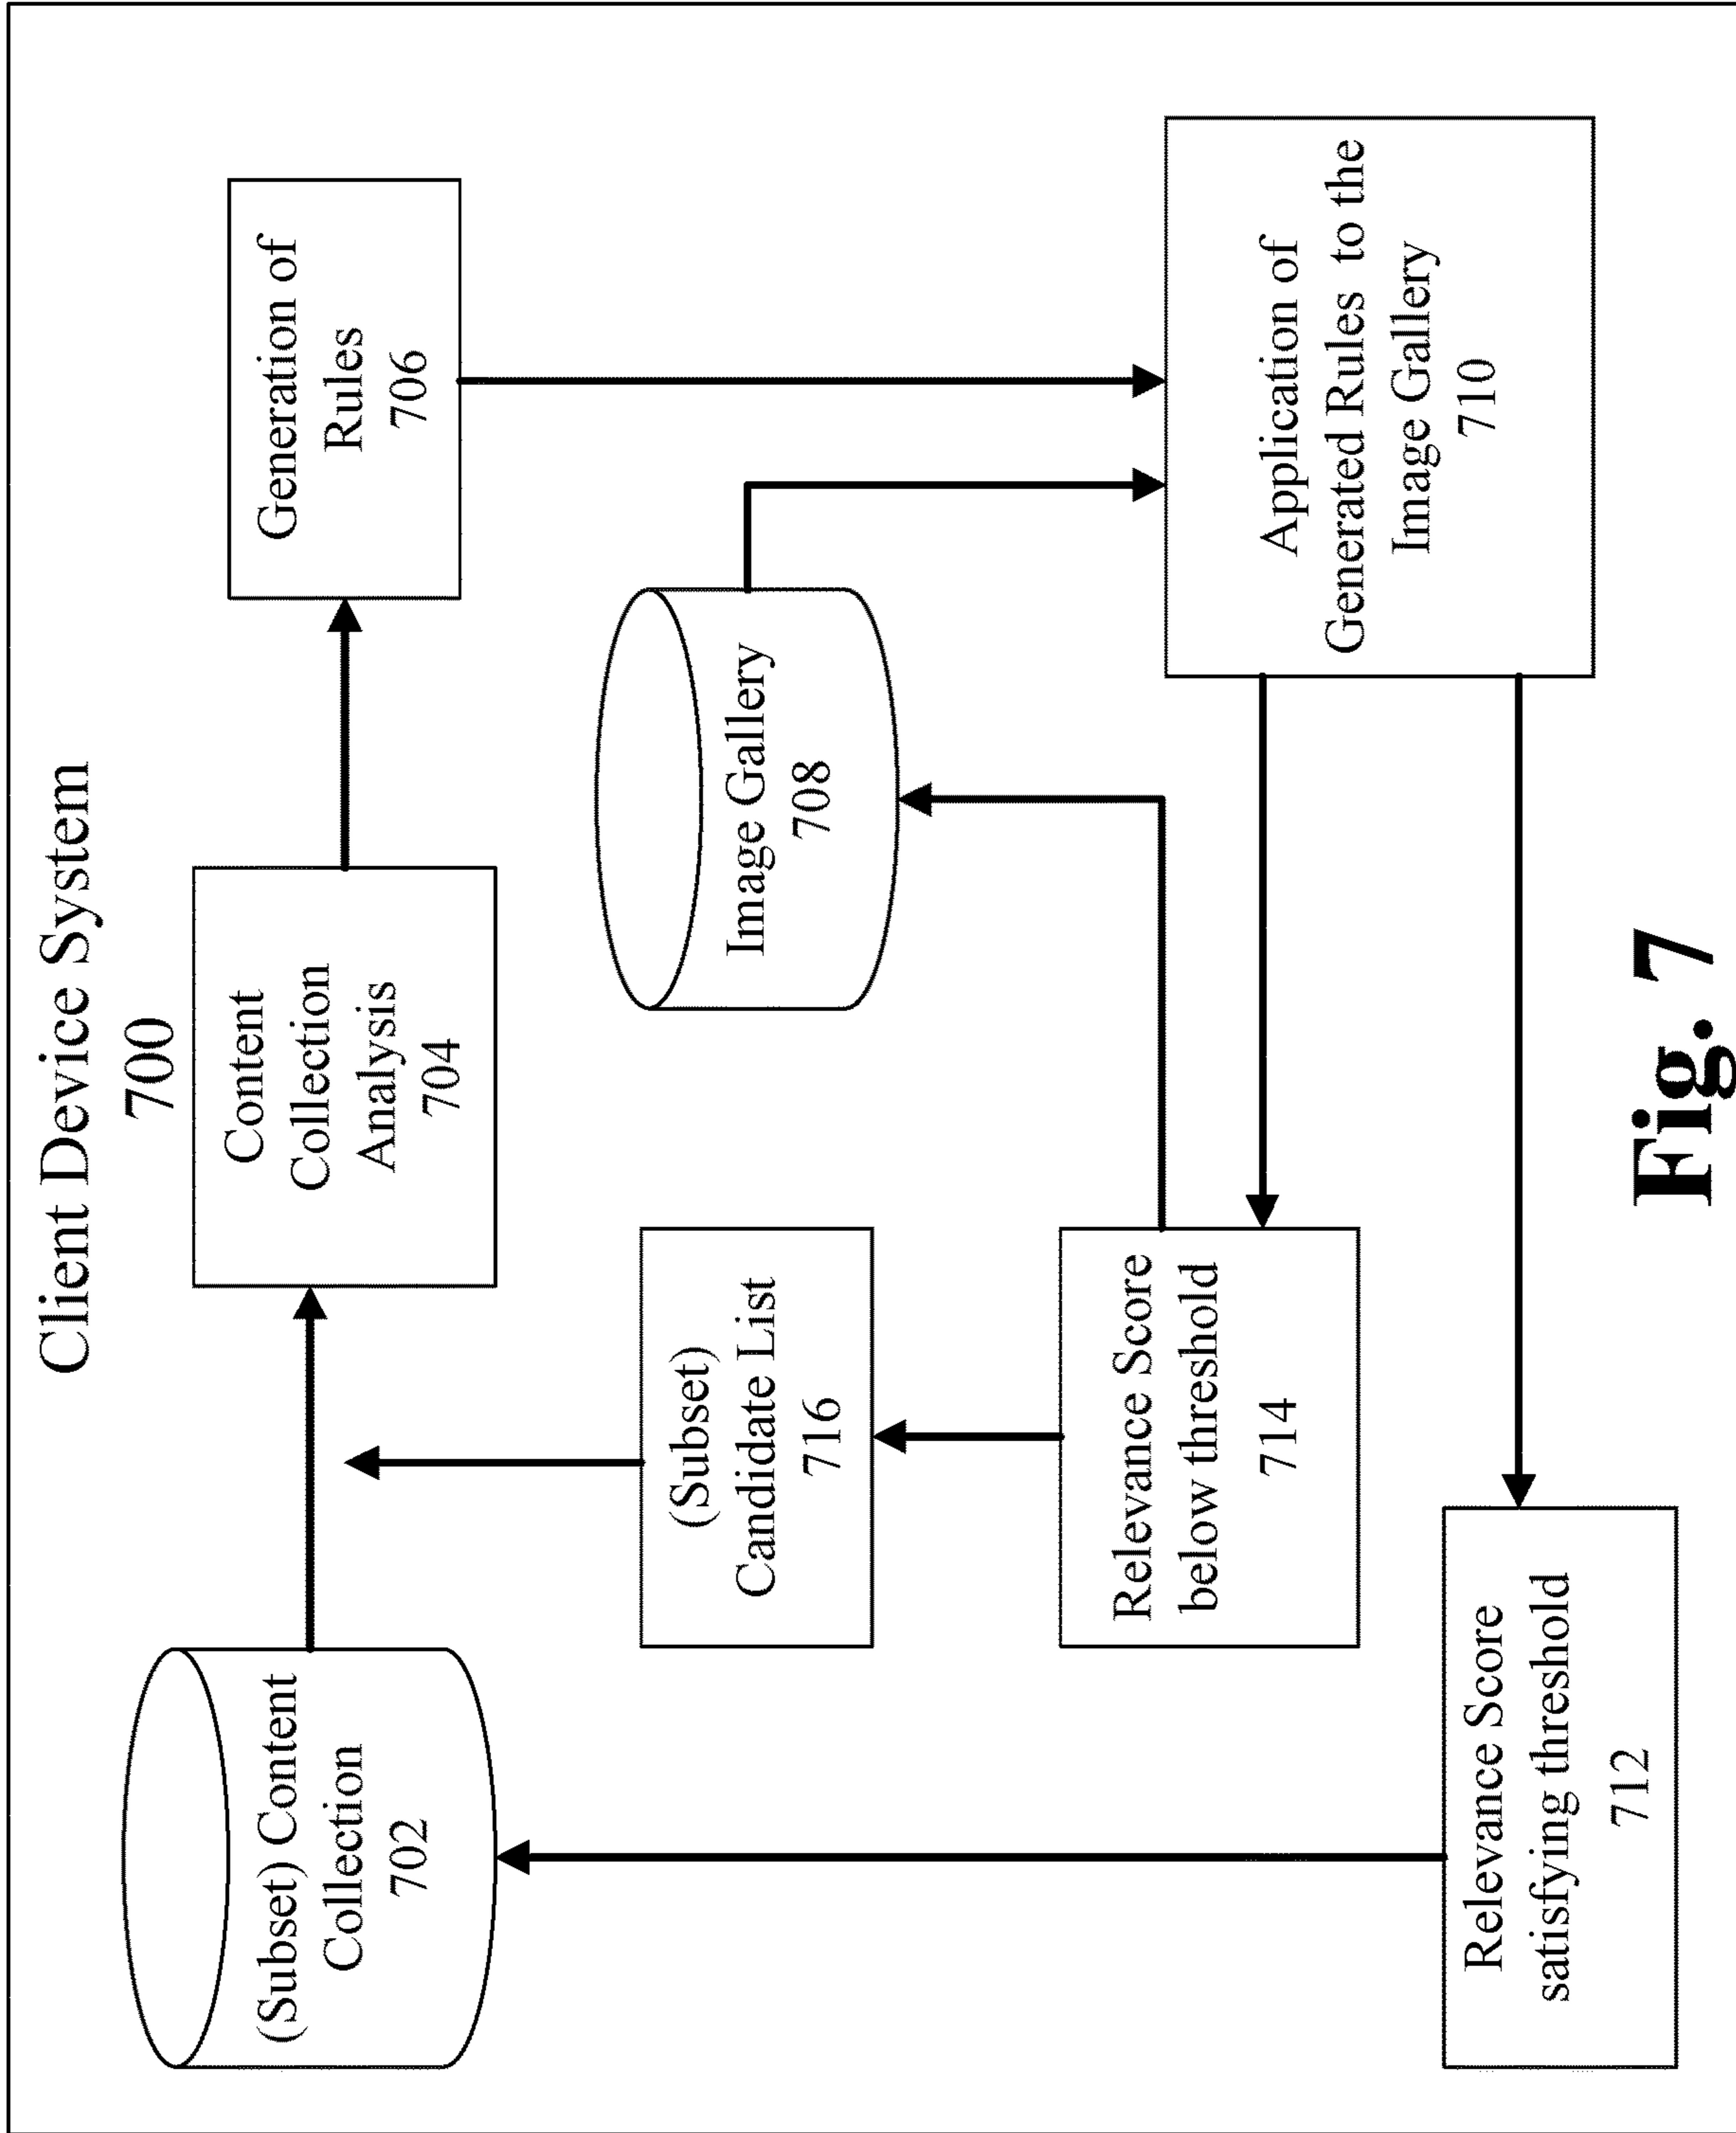 Client Device System
700
(Subset) Content
Collection
702
Content
Collection
Analysis
704
Generation of
Rules
706
(Subset)
Candidate List
716
Image Gallery
708
Relevance Score
below threshold
714
Application of
Generated Rules to the
Image Gallery
710
Relevance Score
satisfying threshold
712
Fig. 7